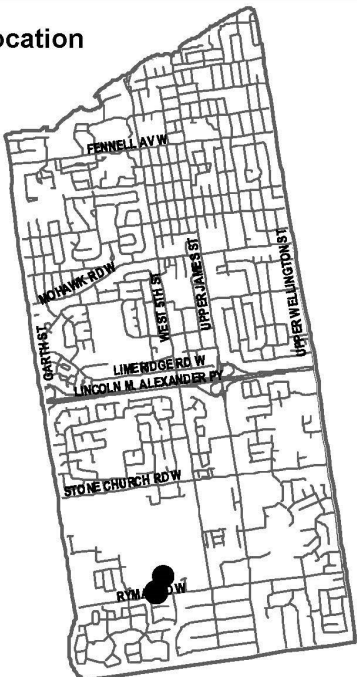 ocation
FENNELL AV W
MOHAWK RD W
WEST 5TH ST
UPPER JAMES ST
UPPER WELLINGTON ST
GARTH ST
LIMERIDGE RD W
LINCOLN M. ALEXANDER PY
STONE CHURCH RD W